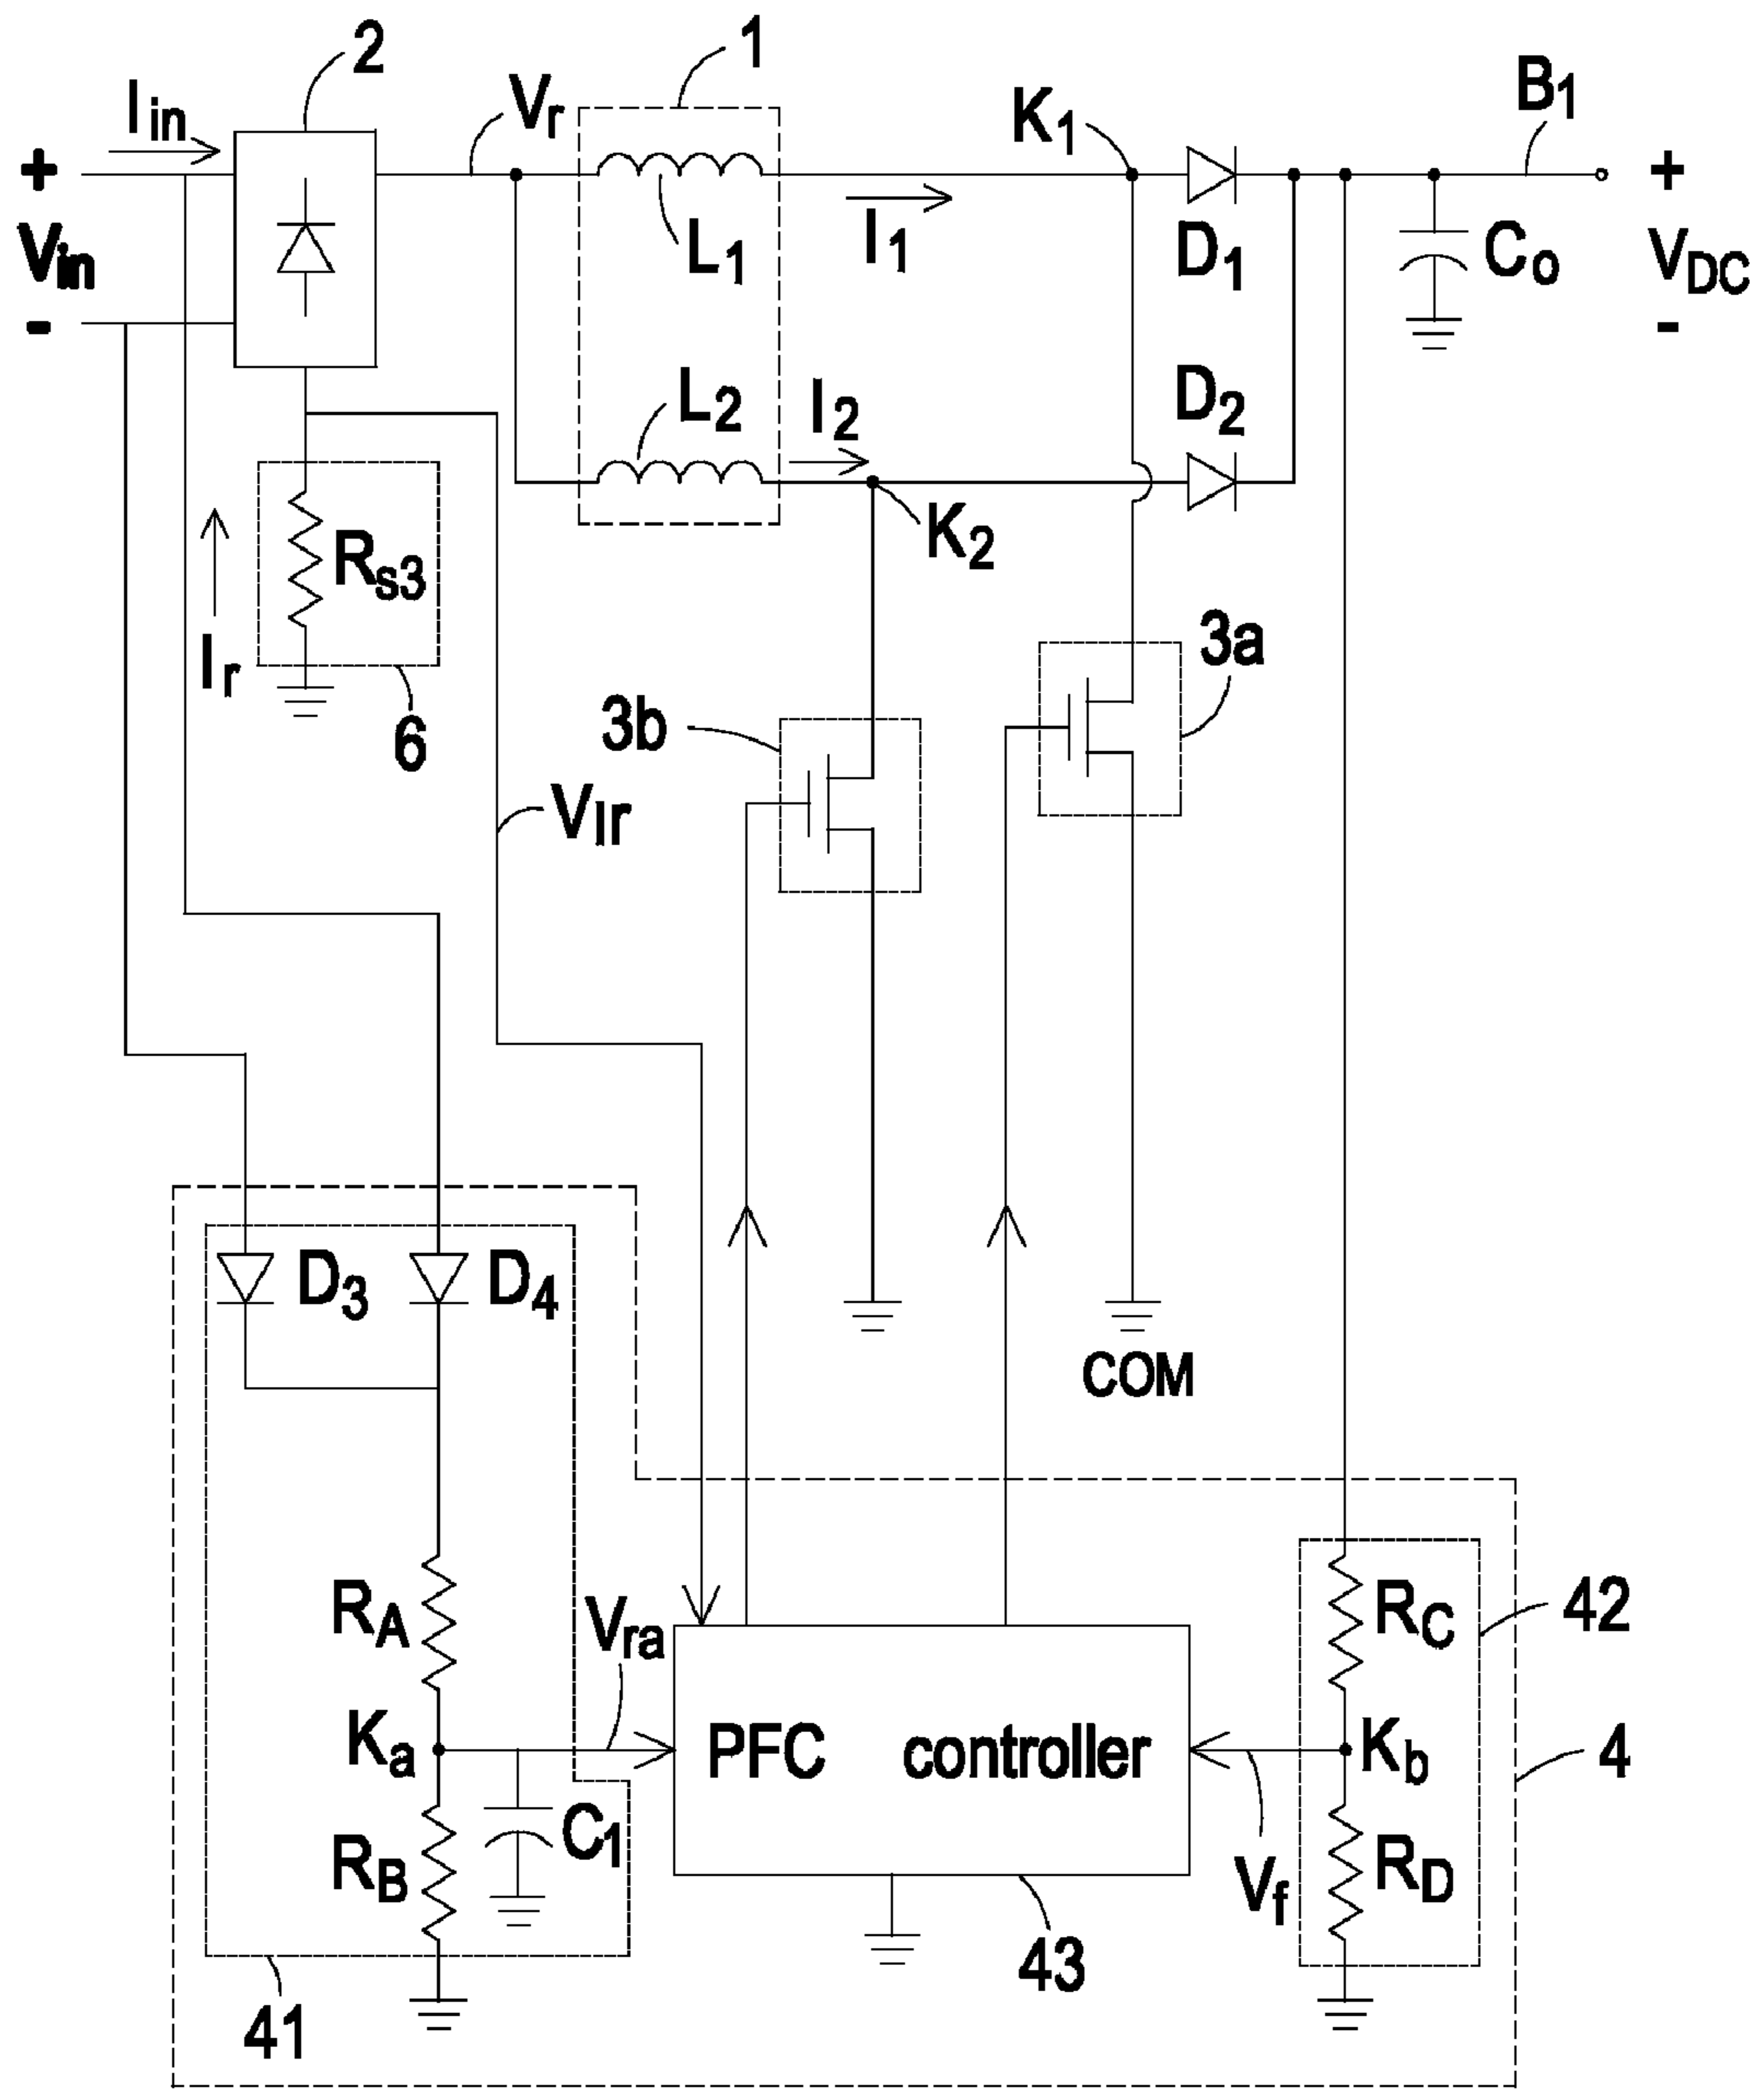 2
1
Iin
Vr
K1
B1
+
+
Vin
L1
I1
D1
Co
VDC
-
-
L2
I2
D2
K2
Rs3
Ir
3a
6
3b
VIr
D3
D4
COM
RA
Vra
RC
42
Ka
PFC controller
Kb
4
RB
C1
Vf
RD
43
41